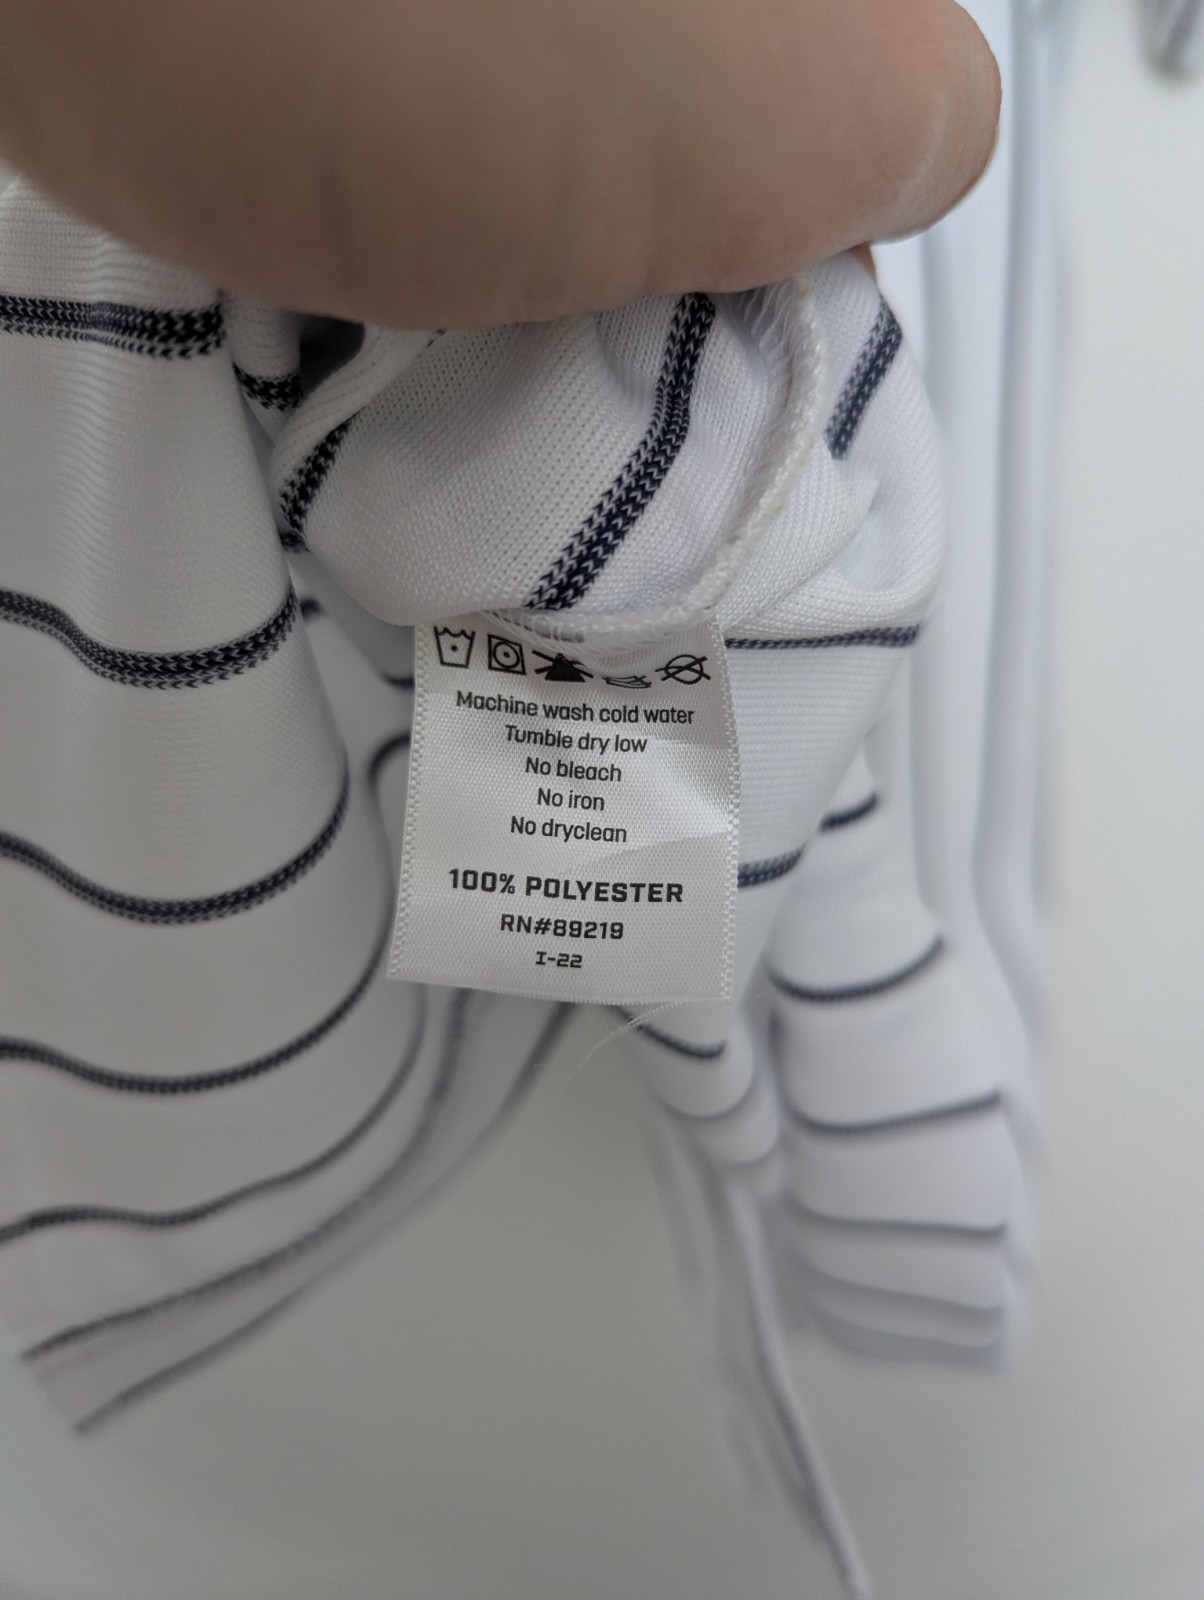 Machine wash cold water
Tumble dry low
No bleach
No iron
No dryclean
100% POLYESTER
RN#89219
I-22